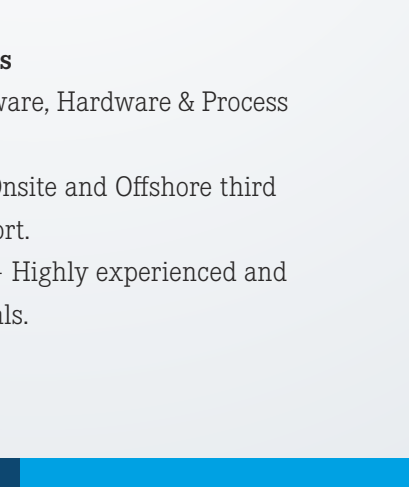 s
ware, Hardware & Process
Onsite and Offshore third
ort.
- Highly experienced and
als.